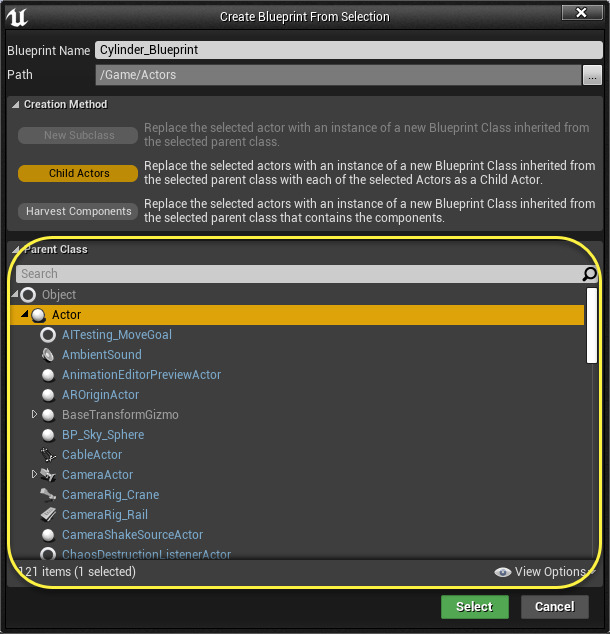 Create Blueprint From Selection
Blueprint Name Cylinder_Blueprint
Path /Game/Actors ...
Creation Method
New Subclass Replace the selected actor with an instance of a new Blueprint Class inherited from
the selected parent class.
Child Actors Replace the selected actors with an instance of a new Blueprint Class inherited from
the selected parent class with each of the selected Actors as a Child Actor.
Harvest Components Replace the selected actors with an instance of a new Blueprint Class inherited from
the selected parent class that contains the components.
Parent Class
Search
Object
Actor
AITesting_MoveGoal
AmbientSound
AnimationEditorPreviewActor
AROriginActor
BaseTransformGizmo
BP_Sky_Sphere
CableActor
CameraActor
CameraRig_Crane
CameraRig_Rail
CameraShakeSourceActor
ChaosDestructionListenerActor
121 items (1 selected) View Options
Select Cancel